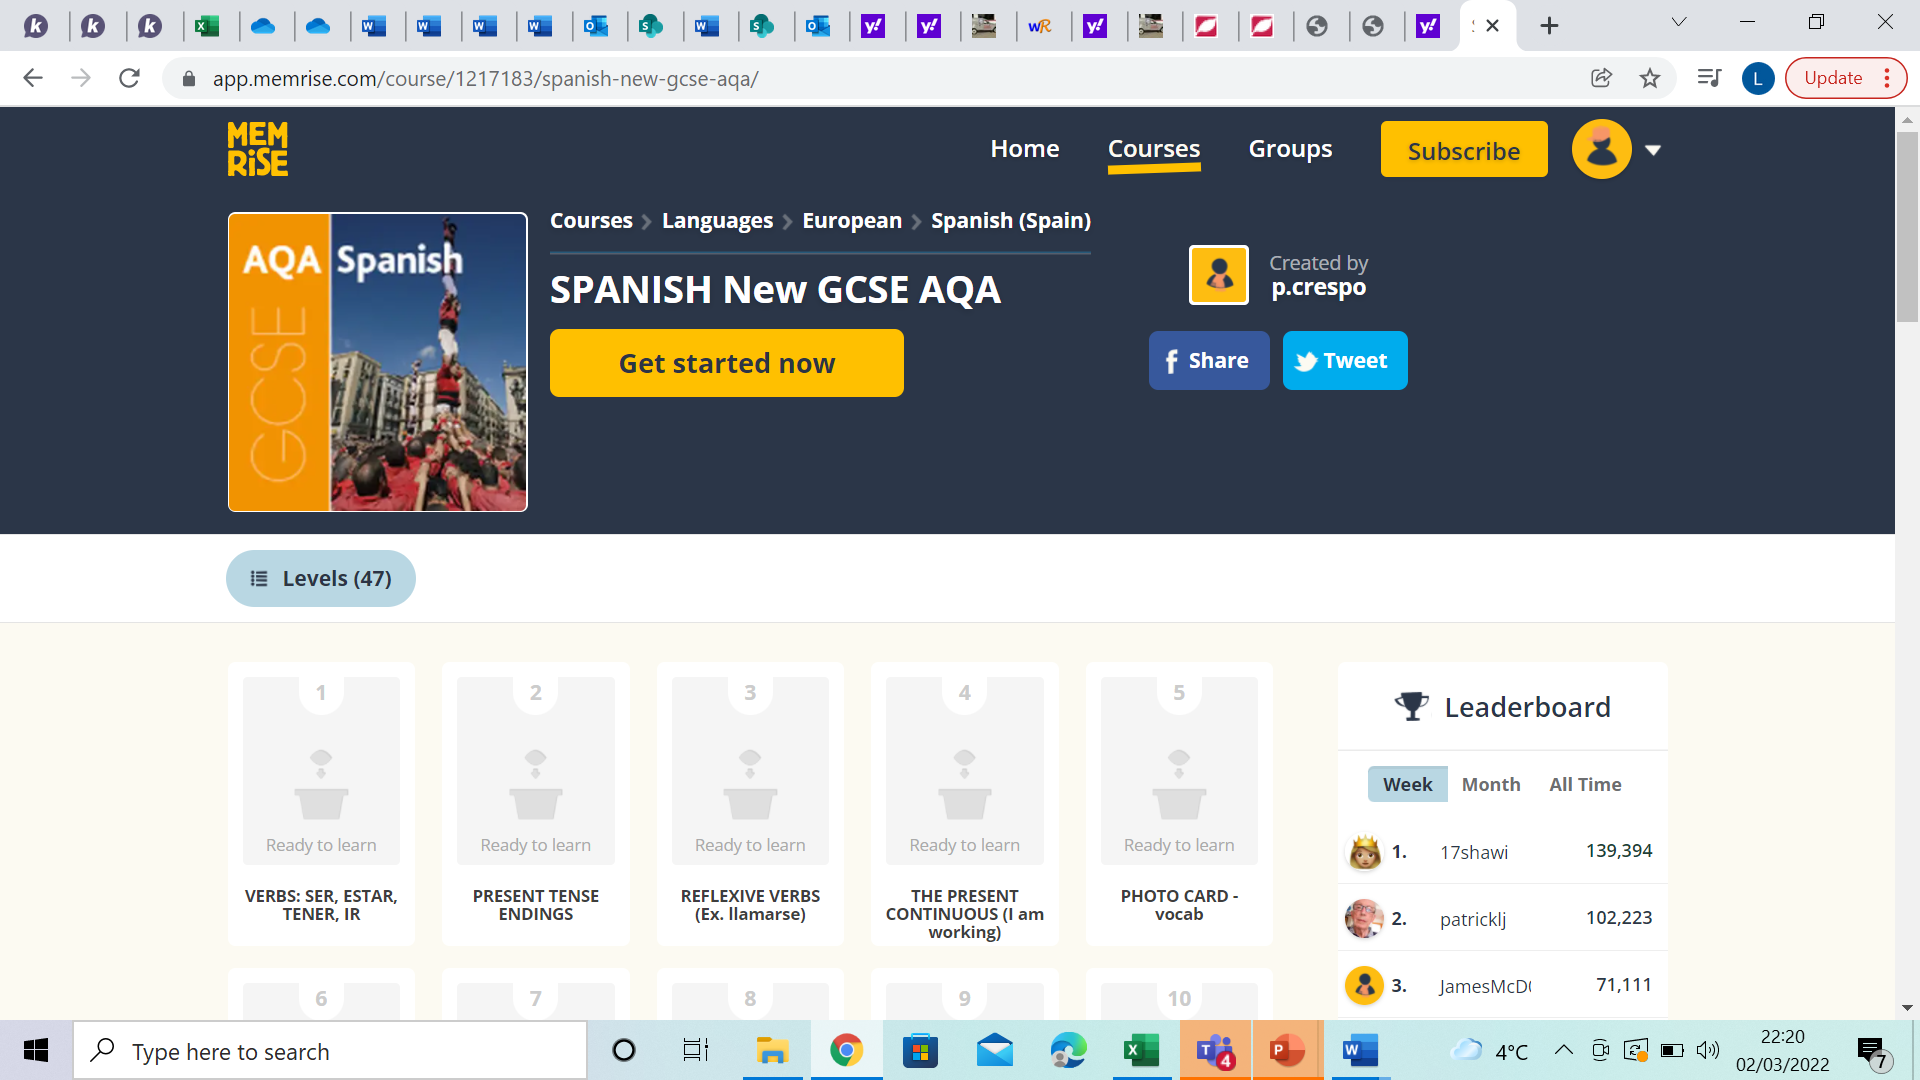 app.memrise.com/course/1217183/spanish-new-gcse-aqa/
L
Update
MEM
RiSE
Home
Courses
Groups
Subscribe
AQA Spanish
GCSE
Courses > Languages > European > Spanish (Spain)
SPANISH New GCSE AQA
Get started now
Created by
p.crespo
Share
Tweet
Levels (47)
1
Ready to learn
VERBS: SER, ESTAR,
TENER, IR
2
Ready to learn
PRESENT TENSE
ENDINGS
3
Ready to learn
REFLEXIVE VERBS
(Ex. llamarse)
4
Ready to learn
THE PRESENT
CONTINUOUS (I am
working)
5
Ready to learn
PHOTO CARD -
vocab
6
7
8
9
10
Leaderboard
Week Month All Time
1. 17shawi 139,394
2. patricklj 102,223
3. 71,111
Type here to search
4
4°C
22:20
02/03/2022
7